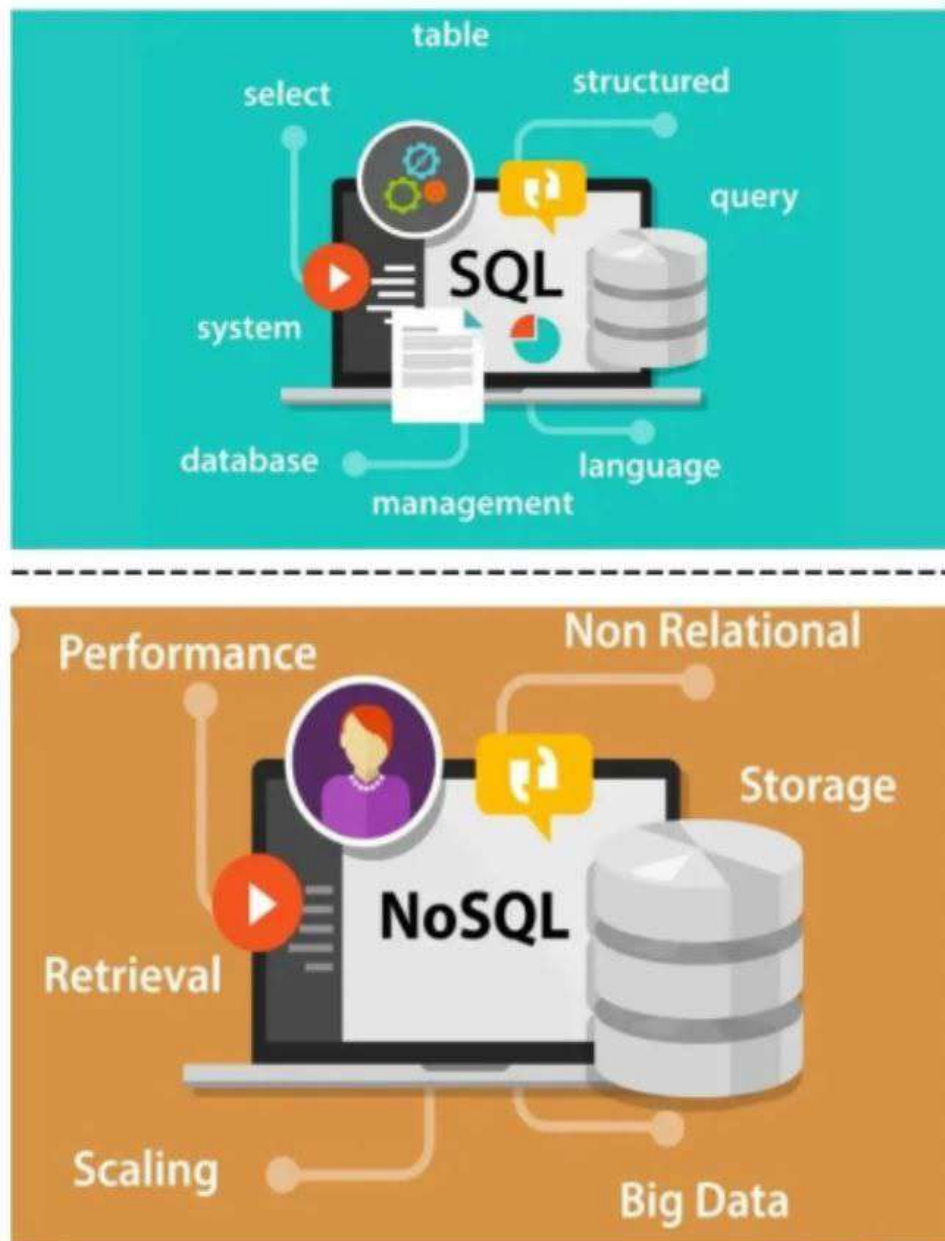 table
select
structured
query
SQL
system
database
language
management
Performance
Non Relational
Storage
NoSQL
Retrieval
Scaling
Big Data